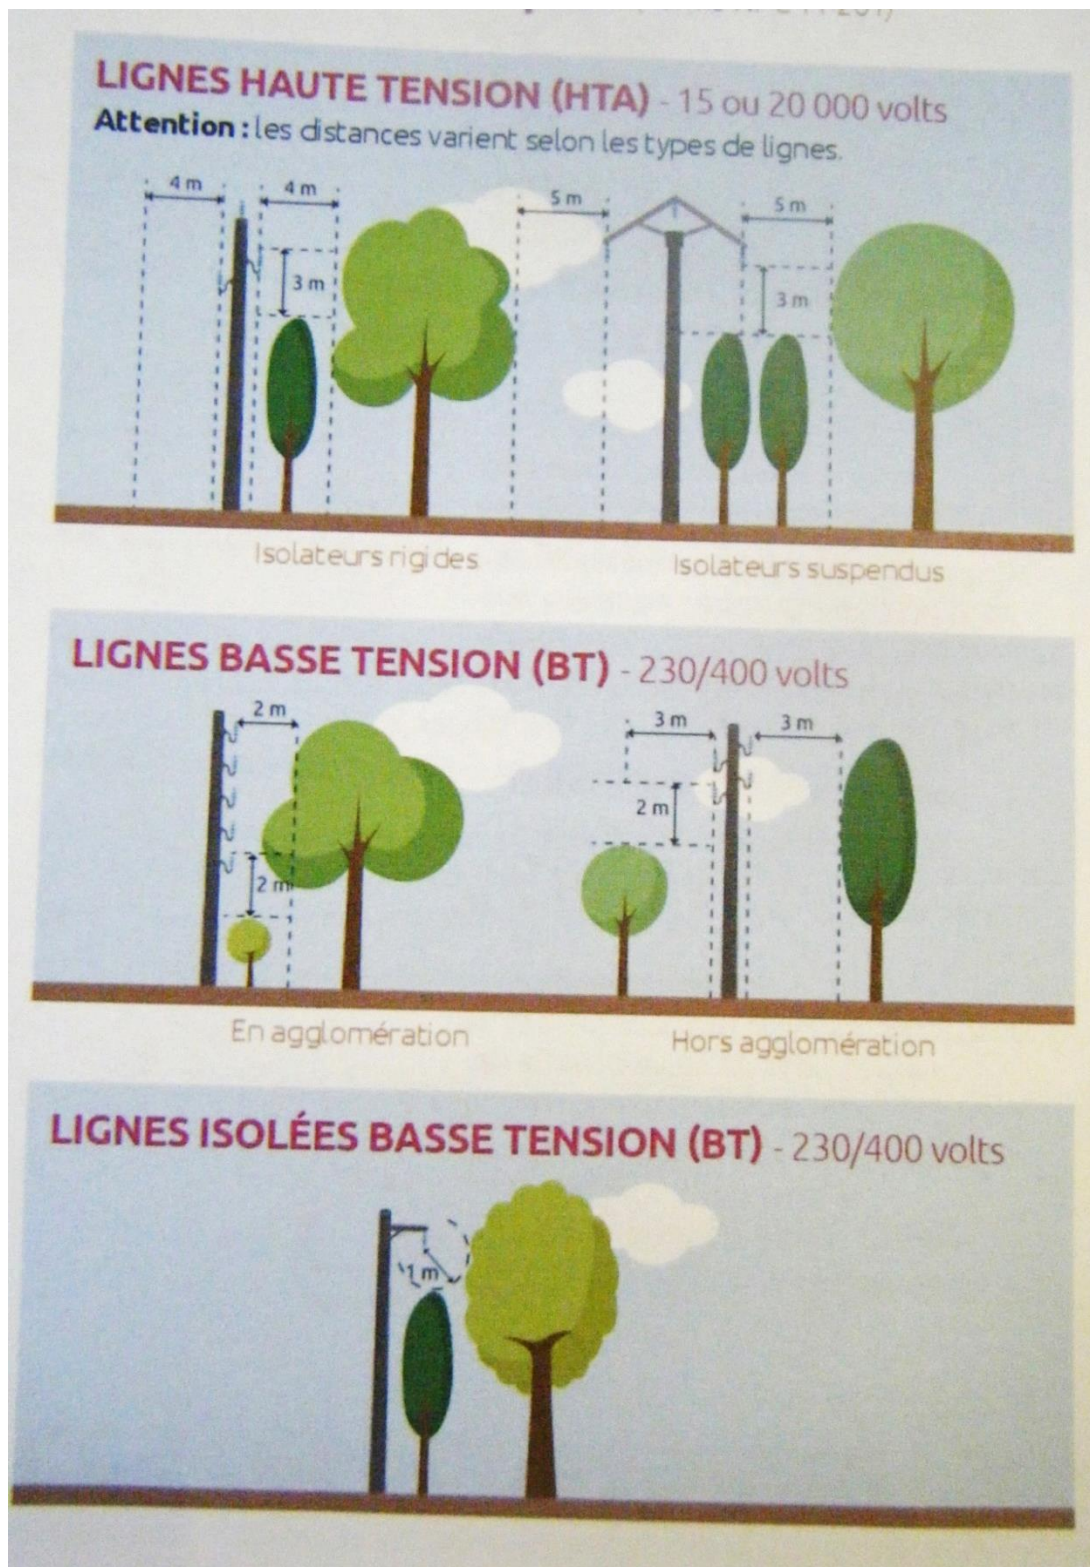 LIGNES HAUTE TENSION (HTA) - 15 ou 20 000 volts
Attention : les distances varient selon les types de lignes.
4 m
4 m
5 m
5 m
3 m
3 m
Isolateurs rigides
Isolateurs suspendus
LIGNES BASSE TENSION (BT) - 230/400 volts
2 m
3 m
3 m
2 m
2 m
En agglomération
Hors agglomération
LIGNES ISOLÉES BASSE TENSION (BT) - 230/400 volts
1 m